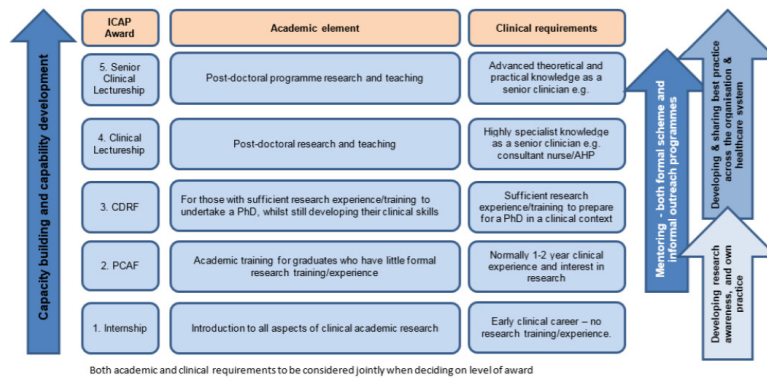 Capacity building and capability development
ICAP
Award
Academic element
Clinical requirements
5. Senior
Clinical
Lectureship
Post-doctoral programme research and teaching
Advanced theoretical and
practical knowledge as a
senior clinician e.g.
4. Clinical
Lectureship
Post-doctoral research and teaching
Highly specialist knowledge
as a senior clinician e.g.
consultant nurse/AHP
3. CDRF
For those with sufficient research experience/training to
undertake a PhD, whilst still developing their clinical skills
Sufficient research
experience/training to prepare
for a PhD in a clinical context
2. PCAF
Academic training for graduates who have little formal
research training/experience
Normally 1-2 year clinical
experience and interest in
research
1. Internship
Introduction to all aspects of clinical academic research
Early clinical career – no
research training/experience.
Mentoring - both formal scheme and
informal outreach programmes
Developing & sharing best practice
across the organisation &
healthcare system
Developing research
awareness, and own
practice
Both academic and clinical requirements to be considered jointly when deciding on level of award